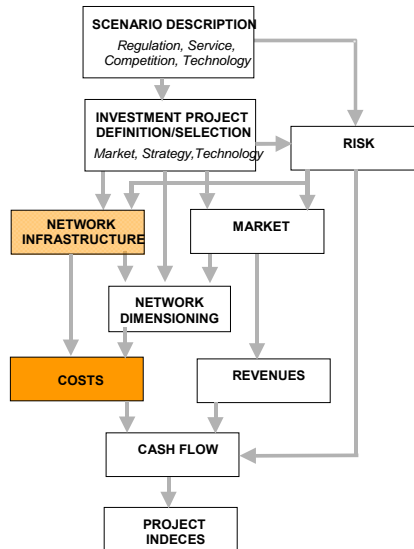 SCENARIO DESCRIPTION
Regulation, Service,
Competition, Technology
INVESTMENT PROJECT
DEFINITION/SELECTION
Market, Strategy,Technology
RISK
NETWORK
INFRASTRUCTURE
MARKET
NETWORK
DIMENSIONING
COSTS
REVENUES
CASH FLOW
PROJECT
INDECES